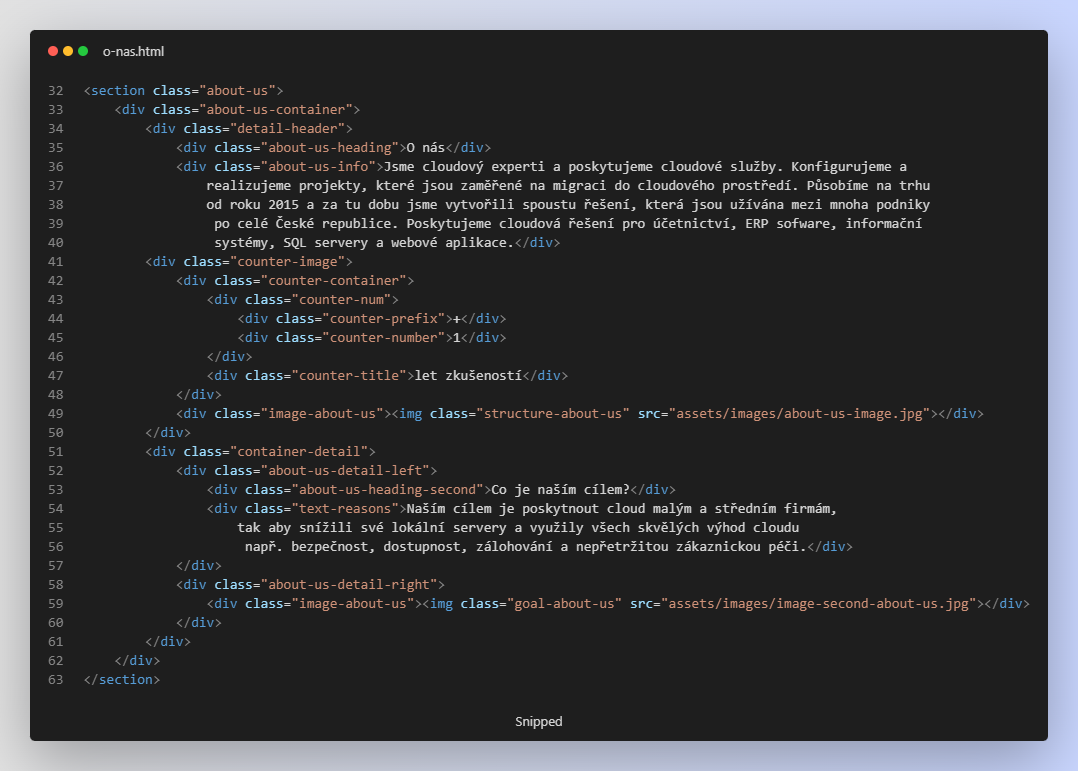 o-nas.html
32 <section class="about-us">
33     <div class="about-us-container">
34         <div class="detail-header">
35             <div class="about-us-heading">O nás</div>
36             <div class="about-us-info">Jsme cloudový experti a poskytujeme cloudové služby. Konfigurujeme a
37                 realizujeme projekty, které jsou zaměřené na migraci do cloudového prostředí. Působíme na trhu
38                 od roku 2015 a za tu dobu jsme vytvořili spoustu řešení, která jsou užívána mezi mnoha podniky
39                  po celé České republice. Poskytujeme cloudová řešení pro účetnictví, ERP sofware, informační
40                  systémy, SQL servery a webové aplikace.</div>
41         <div class="counter-image">
42             <div class="counter-container">
43                 <div class="counter-num">
44                     <div class="counter-prefix">+</div>
45                     <div class="counter-number">1</div>
46                 </div>
47                 <div class="counter-title">let zkušeností</div>
48             </div>
49             <div class="image-about-us"><img class="structure-about-us" src="assets/images/about-us-image.jpg"></div>
50         </div>
51         <div class="container-detail">
52             <div class="about-us-detail-left">
53                 <div class="about-us-heading-second">Co je naším cílem?</div>
54                 <div class="text-reasons">Naším cílem je poskytnout cloud malým a středním firmám,
55                     tak aby snížili své lokální servery a využily všech skvělých výhod cloudu
56                      např. bezpečnost, dostupnost, zálohování a nepřetržitou zákaznickou péči.</div>
57             </div>
58             <div class="about-us-detail-right">
59                 <div class="image-about-us"><img class="goal-about-us" src="assets/images/image-second-about-us.jpg"></div>
60             </div>
61         </div>
62     </div>
63 </section>
Snipped